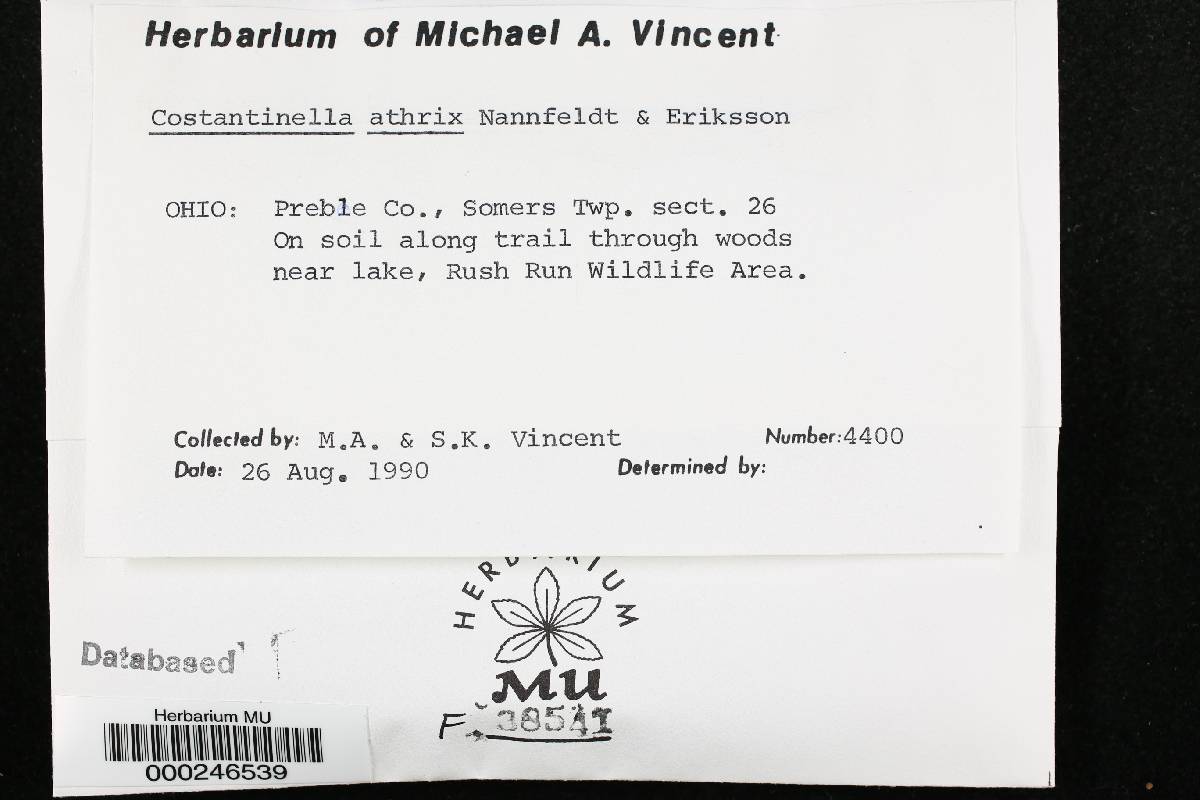 Herbarium of Michael A. Vincent
Costantinella athrix Nannfeldt & Eriksson
OHIO: Preble Co., Somers Twp. sect. 26
On soil along trail through woods
near lake, Rush Run Wildlife Area.
Collected by: M.A. & S.K. Vincent Number: 4400
Date: 26 Aug. 1990 Determined by:
HERBARIUM
MU
Databased
F.
Herbarium MU
000246539